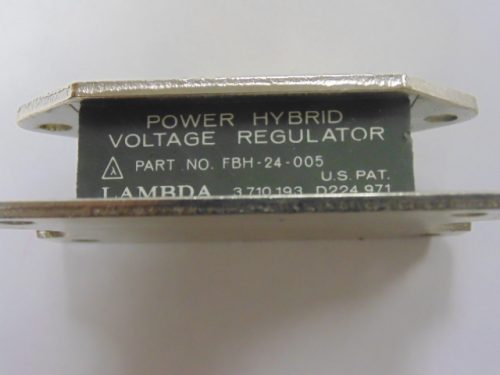 POWER HYBRID
VOLTAGE REGULATOR
PART NO. FBH-24-005
U.S. PAT.
LAMBDA 3,710,193 D224,971